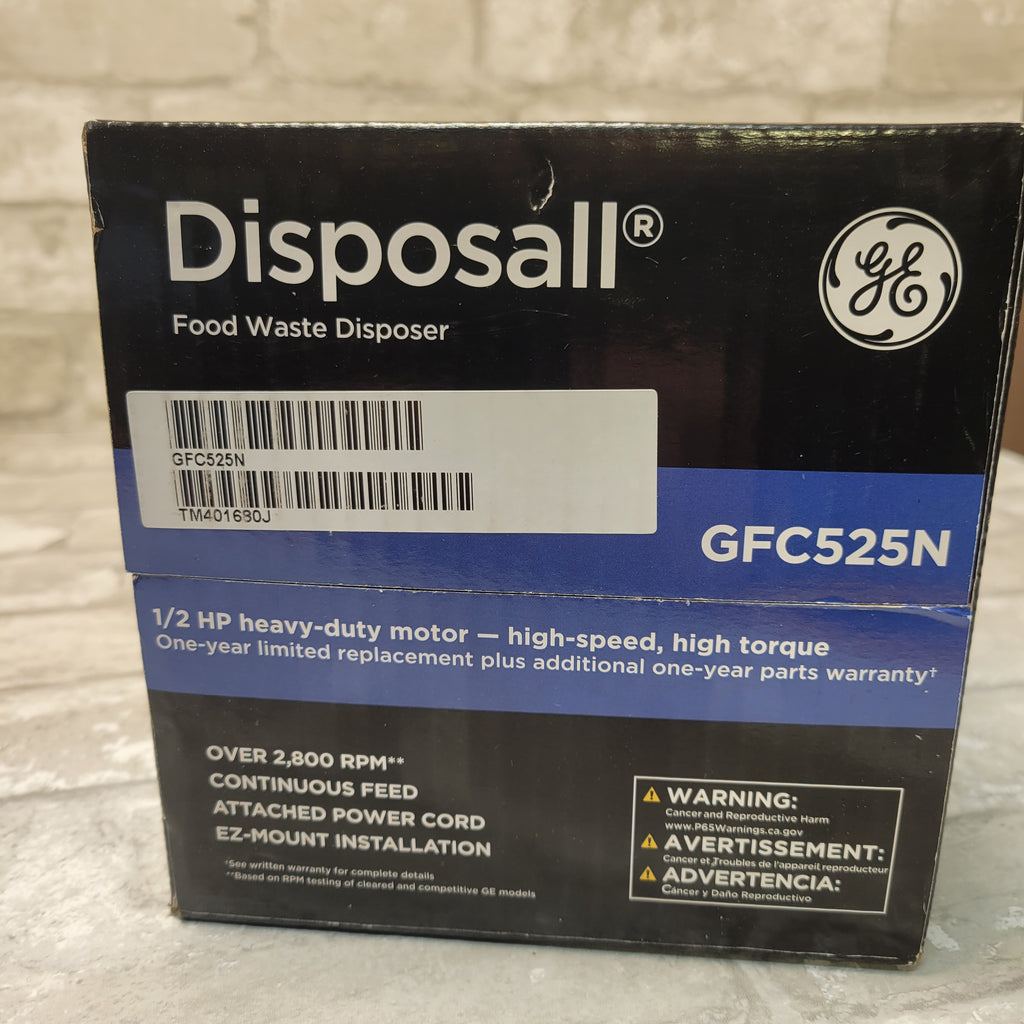 Disposall®
GE
Food Waste Disposer
GFC525N
TM401680J
GFC525N
1/2 HP heavy-duty motor — high-speed, high torque
One-year limited replacement plus additional one-year parts warranty†
OVER 2,800 RPM**
CONTINUOUS FEED
ATTACHED POWER CORD
EZ-MOUNT INSTALLATION
†See written warranty for complete details
**Based on RPM testing of cleared and competitive GE models
WARNING:
Cancer and Reproductive Harm
www.P65Warnings.ca.gov
AVERTISSEMENT:
Cancer et Troubles de l'appareil reproducteur
ADVERTENCIA:
Cáncer y Daño Reproductivo